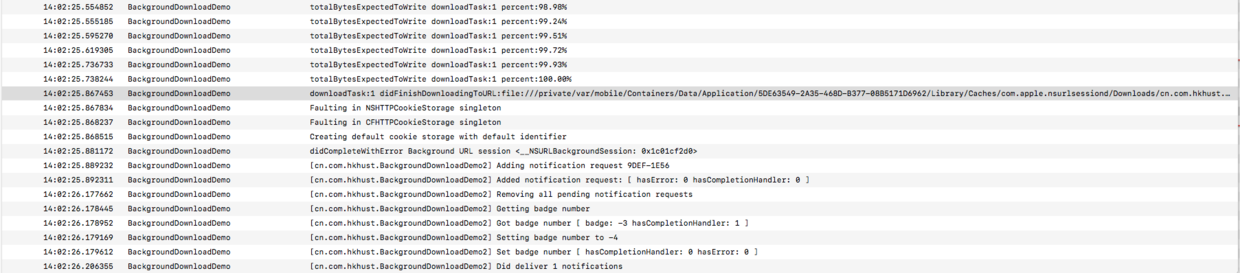 14:02:25.554852 BackgroundDownloadDemo totalBytesExpectedToWrite downloadTask:1 percent:98.98%
14:02:25.555185 BackgroundDownloadDemo totalBytesExpectedToWrite downloadTask:1 percent:99.24%
14:02:25.595270 BackgroundDownloadDemo totalBytesExpectedToWrite downloadTask:1 percent:99.51%
14:02:25.619305 BackgroundDownloadDemo totalBytesExpectedToWrite downloadTask:1 percent:99.72%
14:02:25.736733 BackgroundDownloadDemo totalBytesExpectedToWrite downloadTask:1 percent:99.93%
14:02:25.738244 BackgroundDownloadDemo totalBytesExpectedToWrite downloadTask:1 percent:100.00%
14:02:25.867453 BackgroundDownloadDemo downloadTask:1 didFinishDownloadingToURL:file:///private/var/mobile/Containers/Data/Application/5DE63549-2A35-468D-B377-08B5171D6962/Library/Caches/com.apple.nsurlsessiond/Downloads/cn.com.hkhust...
14:02:25.867834 BackgroundDownloadDemo Faulting in NSHTTPCookieStorage singleton
14:02:25.868237 BackgroundDownloadDemo Faulting in CFHTTPCookieStorage singleton
14:02:25.868515 BackgroundDownloadDemo Creating default cookie storage with default identifier
14:02:25.881172 BackgroundDownloadDemo didCompleteWithError Background URL session <__NSURLBackgroundSession: 0x1c01cf2d0>
14:02:25.889232 BackgroundDownloadDemo [cn.com.hkhust.BackgroundDownloadDemo2] Adding notification request 9DEF-1E56
14:02:25.892311 BackgroundDownloadDemo [cn.com.hkhust.BackgroundDownloadDemo2] Added notification request: [ hasError: 0 hasCompletionHandler: 0 ]
14:02:26.177662 BackgroundDownloadDemo [cn.com.hkhust.BackgroundDownloadDemo2] Removing all pending notification requests
14:02:26.178445 BackgroundDownloadDemo [cn.com.hkhust.BackgroundDownloadDemo2] Getting badge number
14:02:26.178952 BackgroundDownloadDemo [cn.com.hkhust.BackgroundDownloadDemo2] Got badge number [ badge: -3 hasCompletionHandler: 1 ]
14:02:26.179169 BackgroundDownloadDemo [cn.com.hkhust.BackgroundDownloadDemo2] Setting badge number to -4
14:02:26.179612 BackgroundDownloadDemo [cn.com.hkhust.BackgroundDownloadDemo2] Set badge number [ hasCompletionHandler: 0 hasError: 0 ]
14:02:26.206355 BackgroundDownloadDemo [cn.com.hkhust.BackgroundDownloadDemo2] Did deliver 1 notifications